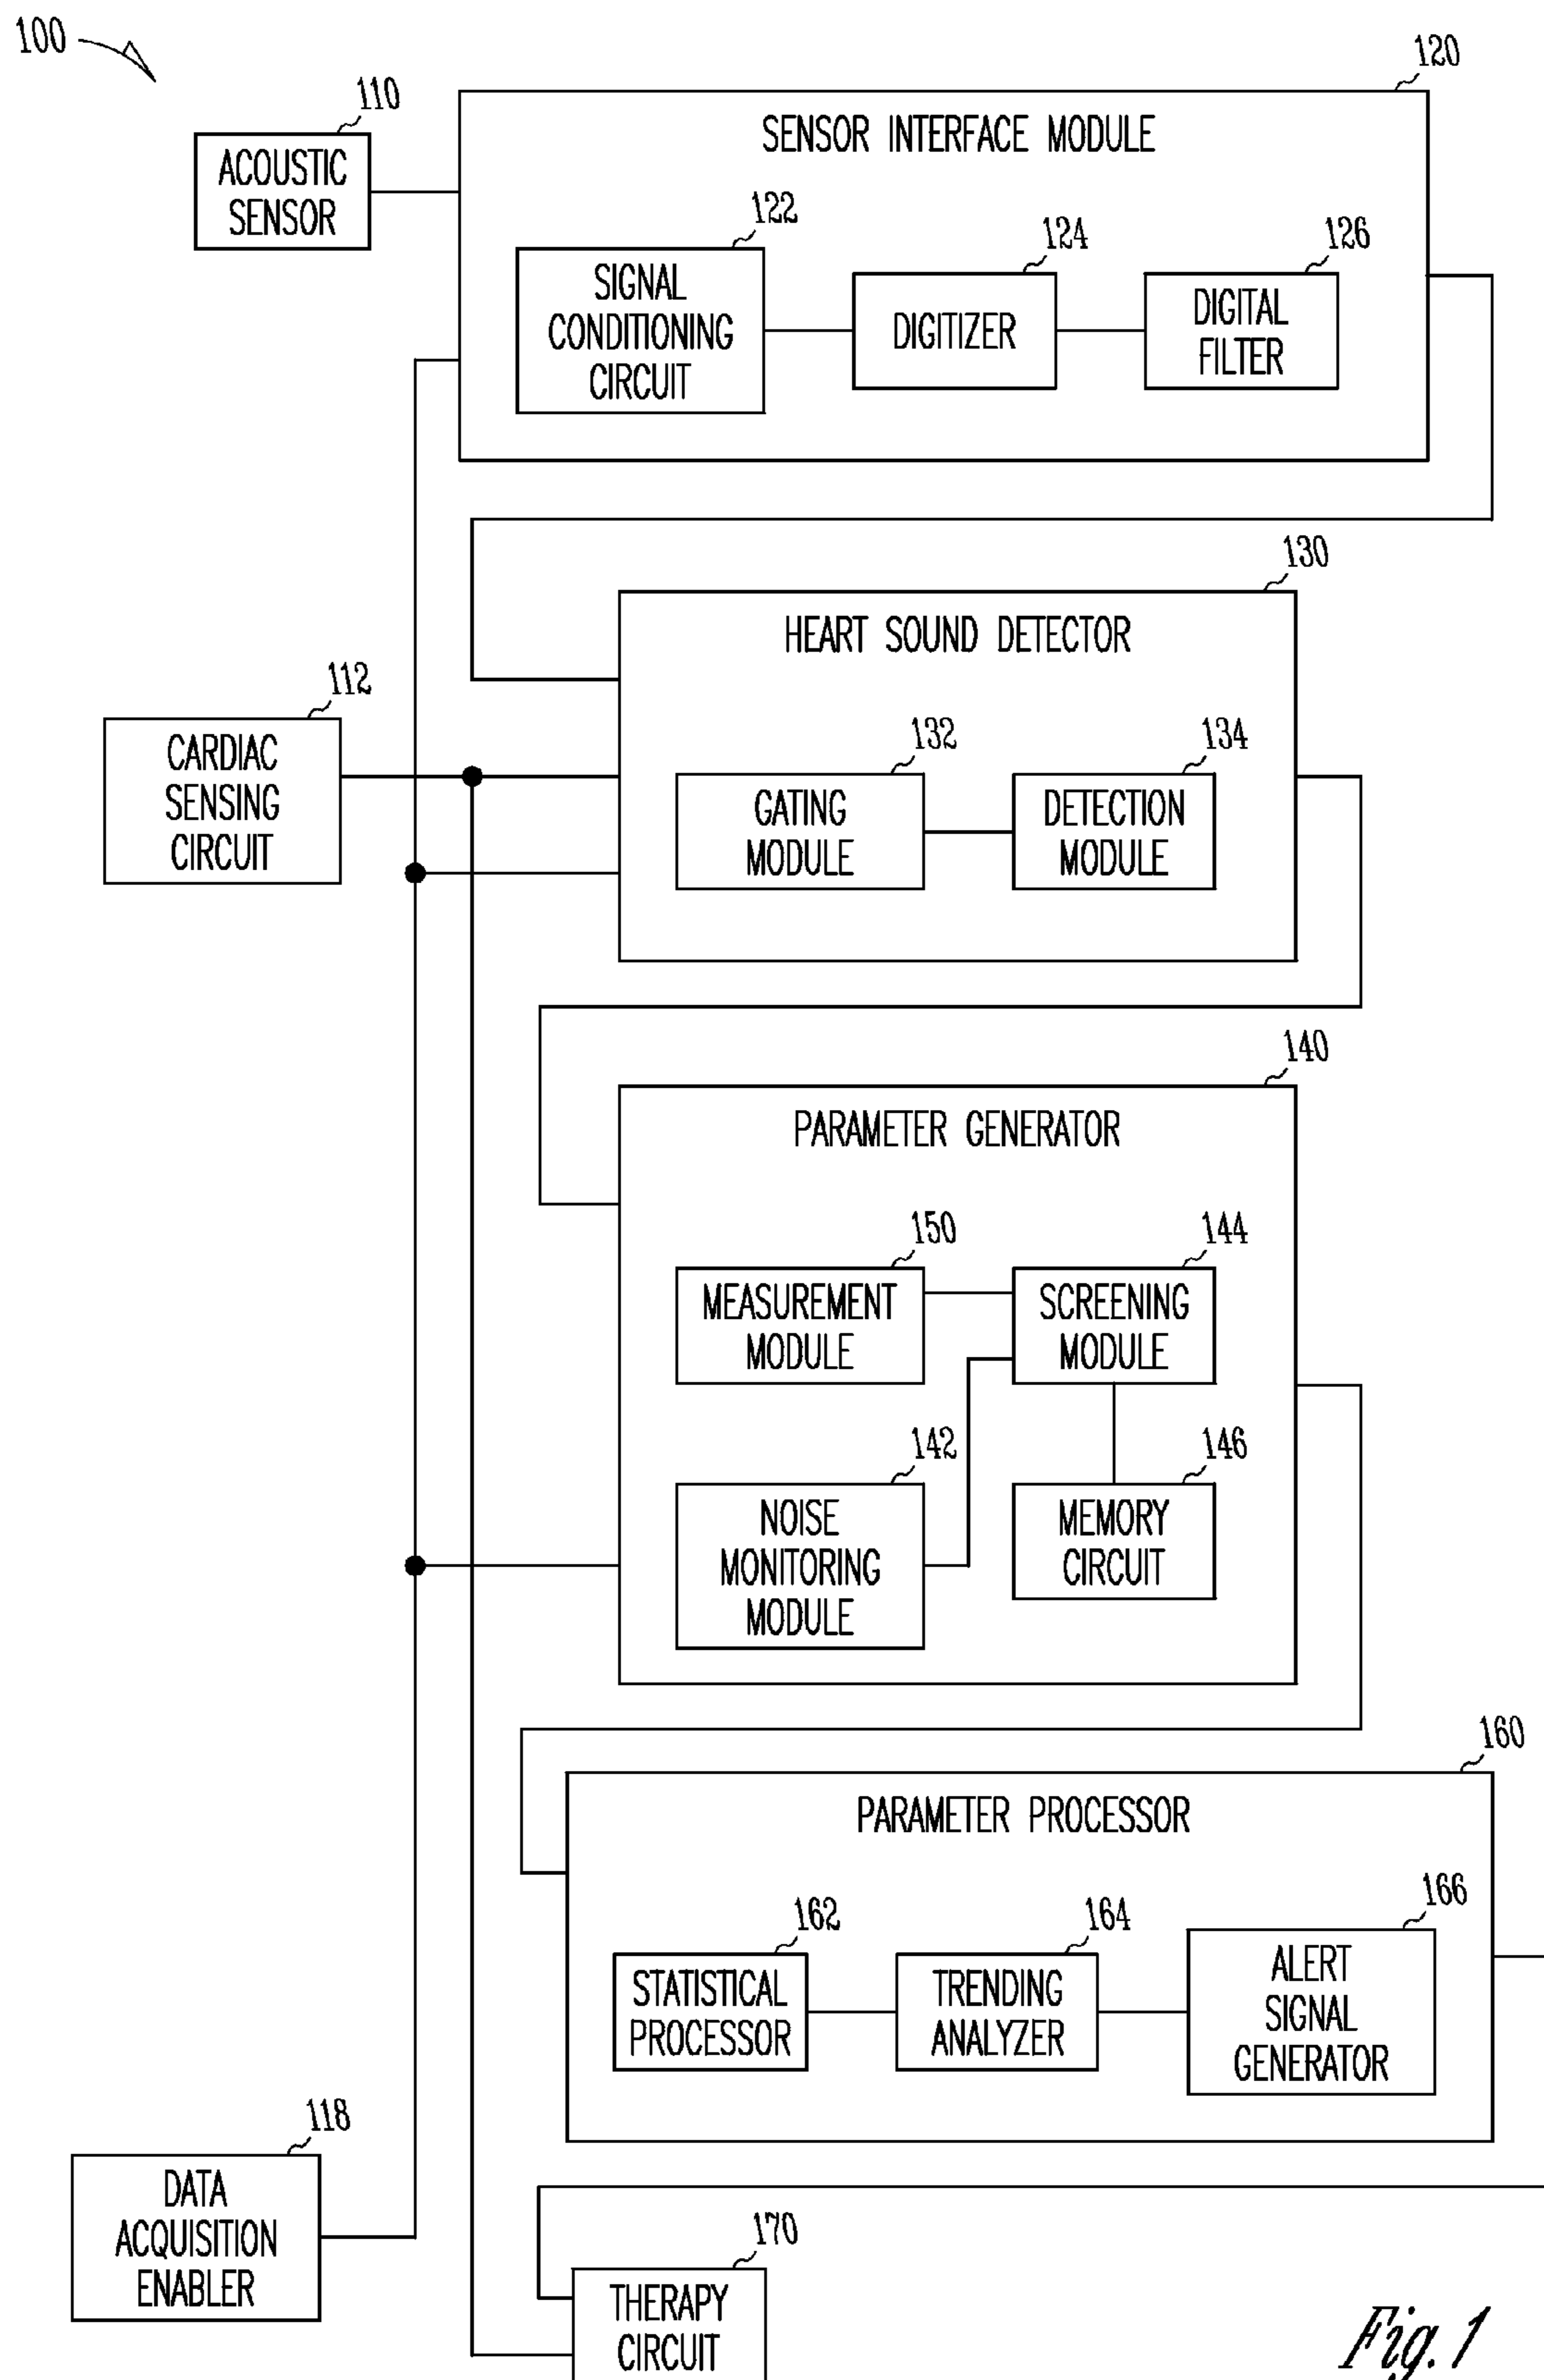 100
110
ACOUSTIC
SENSOR
120
SENSOR INTERFACE MODULE
122
SIGNAL
CONDITIONING
CIRCUIT
124
DIGITIZER
126
DIGITAL
FILTER
130
HEART SOUND DETECTOR
112
CARDIAC
SENSING
CIRCUIT
132
GATING
MODULE
134
DETECTION
MODULE
140
PARAMETER GENERATOR
150
MEASUREMENT
MODULE
144
SCREENING
MODULE
142
NOISE
MONITORING
MODULE
146
MEMORY
CIRCUIT
160
PARAMETER PROCESSOR
162
STATISTICAL
PROCESSOR
164
TRENDING
ANALYZER
166
ALERT
SIGNAL
GENERATOR
118
DATA
ACQUISITION
ENABLER
170
THERAPY
CIRCUIT
Fig. 1